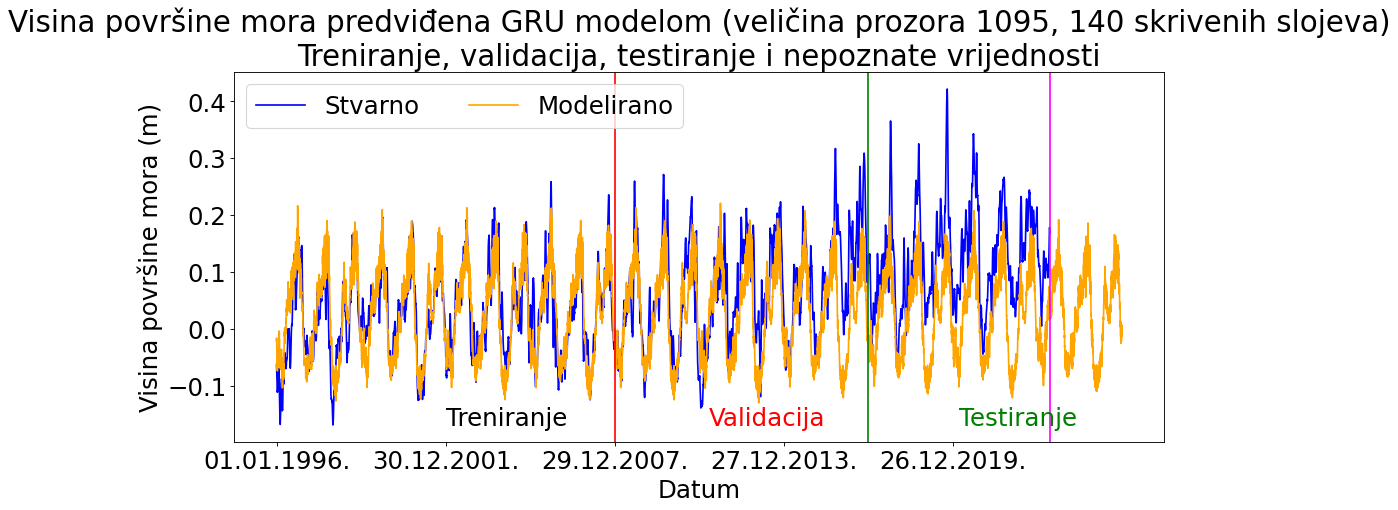 Visina površine mora predviđena GRU modelom (veličina prozora 1095, 140 skrivenih slojeva)
Treniranje, validacija, testiranje i nepoznate vrijednosti
Stvarno
Modelirano
Visina površine mora (m)
0.4
0.3
0.2
0.1
0.0
−0.1
Treniranje
Validacija
Testiranje
01.01.1996.
30.12.2001.
29.12.2007.
27.12.2013.
26.12.2019.
Datum